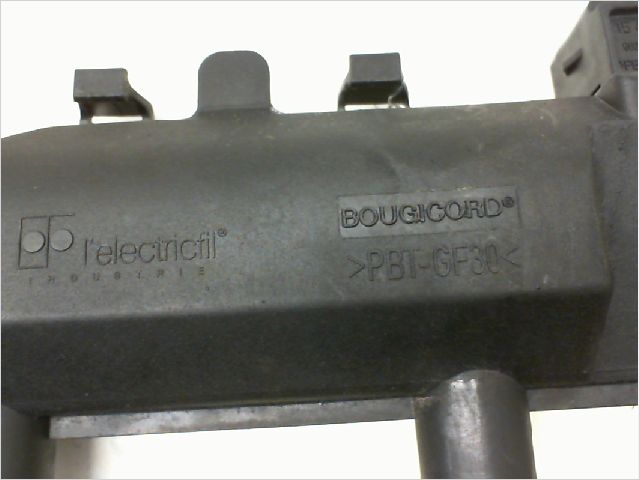 l'electricfil®
INDUSTRIE
BOUGICORD®
>PBT-GF30<